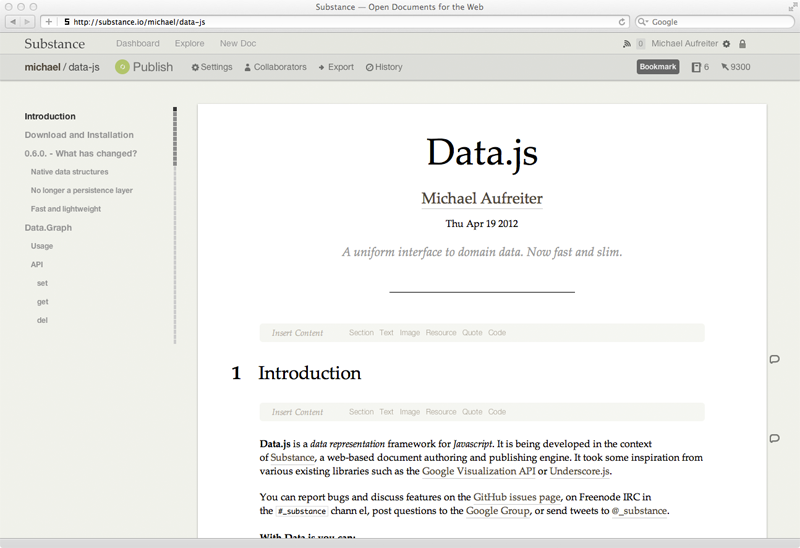 Substance — Open Documents for the Web
http://substance.io/michael/data-js
Google
Substance Dashboard Explore New Doc 0 Michael Aufreiter
michael / data-js Publish Settings Collaborators Export History Bookmark 6 9300
Introduction
Download and Installation
0.6.0. - What has changed?
Native data structures
No longer a persistence layer
Fast and lightweight
Data.Graph
Usage
API
set
get
del
Data.js
Michael Aufreiter
Thu Apr 19 2012
A uniform interface to domain data. Now fast and slim.
Insert Content Section Text Image Resource Quote Code
1 Introduction
Insert Content Section Text Image Resource Quote Code
Data.js is a data representation framework for Javascript. It is being developed in the context
of Substance, a web-based document authoring and publishing engine. It took some inspiration from
various existing libraries such as the Google Visualization API or Underscore.js.
You can report bugs and discuss features on the GitHub issues page, on Freenode IRC in
the #_substance chann el, post questions to the Google Group, or send tweets to @_substance.
With Data.js you can: